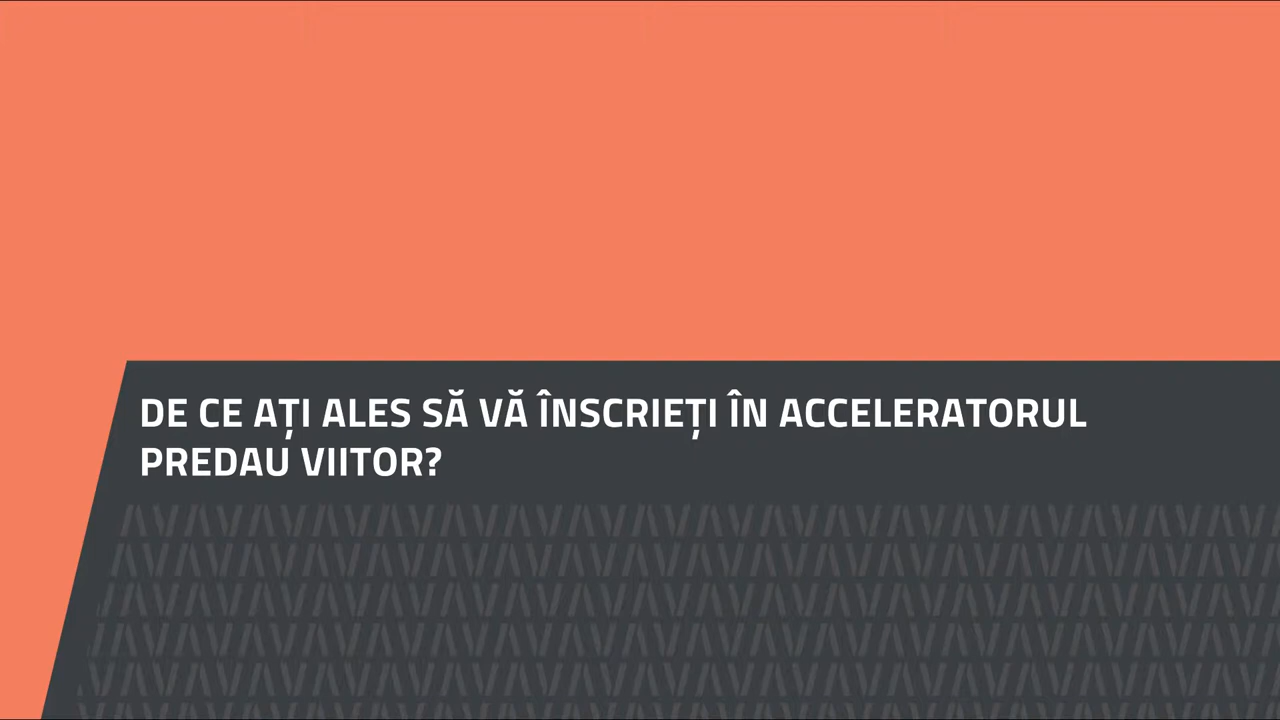 DE CE AȚI ALES SĂ VĂ ÎNSCRIEȚI ÎN ACCELERATORUL
PREDAU VIITOR?